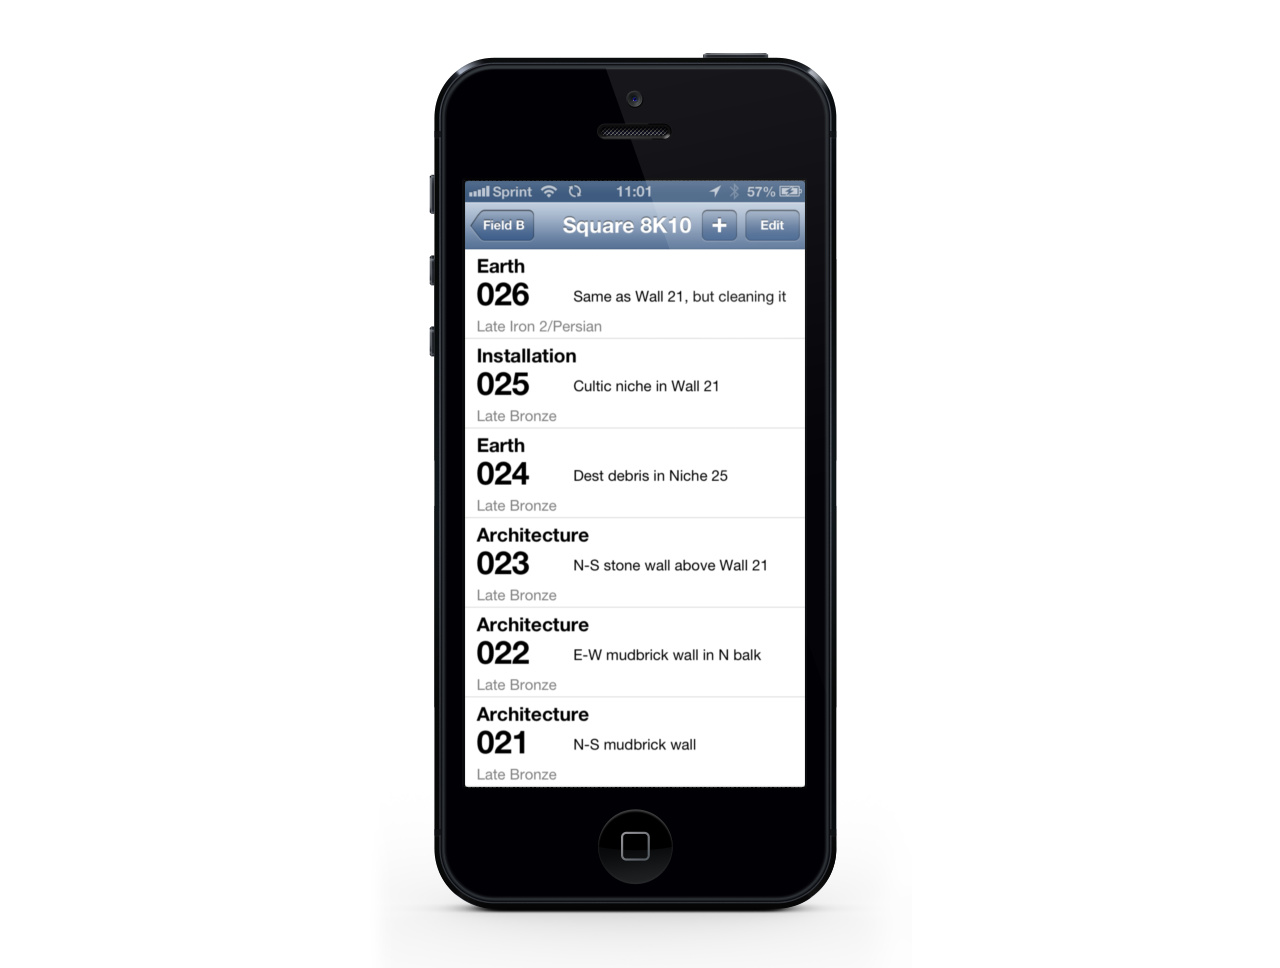 Sprint 11:01 57%
Field B Square 8K10 + Edit
Earth
026 Same as Wall 21, but cleaning it
Late Iron 2/Persian
Installation
025 Cultic niche in Wall 21
Late Bronze
Earth
024 Dest debris in Niche 25
Late Bronze
Architecture
023 N-S stone wall above Wall 21
Late Bronze
Architecture
022 E-W mudbrick wall in N balk
Late Bronze
Architecture
021 N-S mudbrick wall
Late Bronze